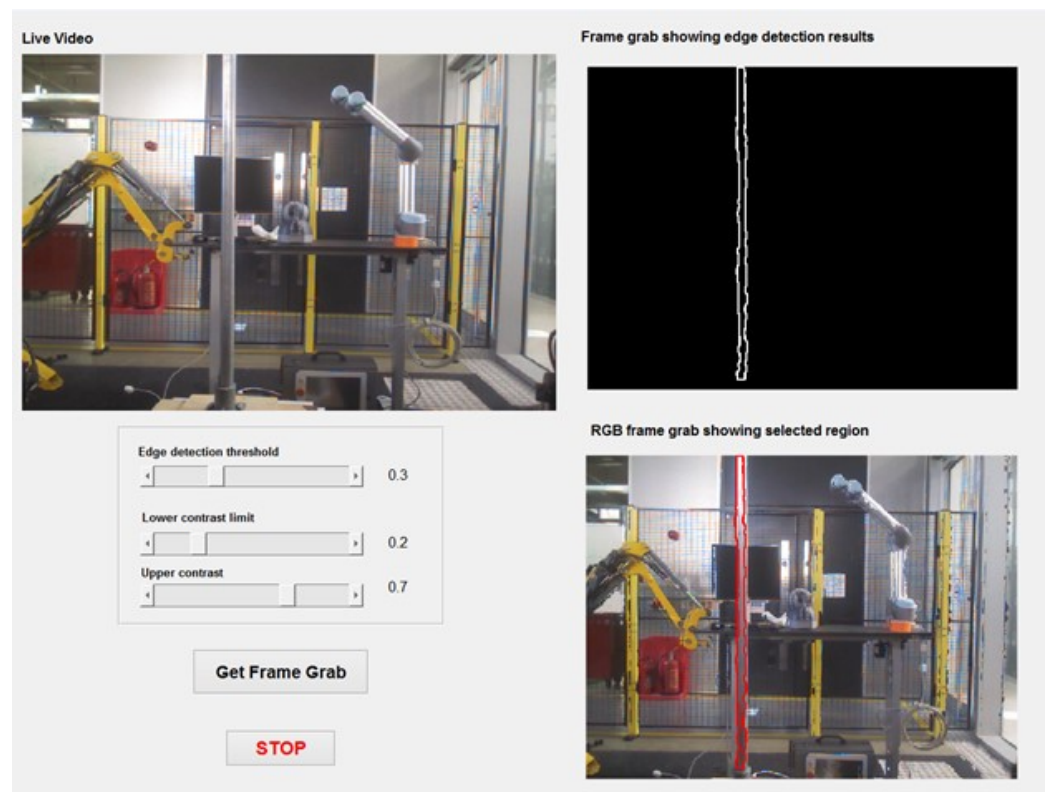 Live Video
Frame grab showing edge detection results
Edge detection threshold
0.3
Lower contrast limit
0.2
Upper contrast
0.7
Get Frame Grab
STOP
RGB frame grab showing selected region